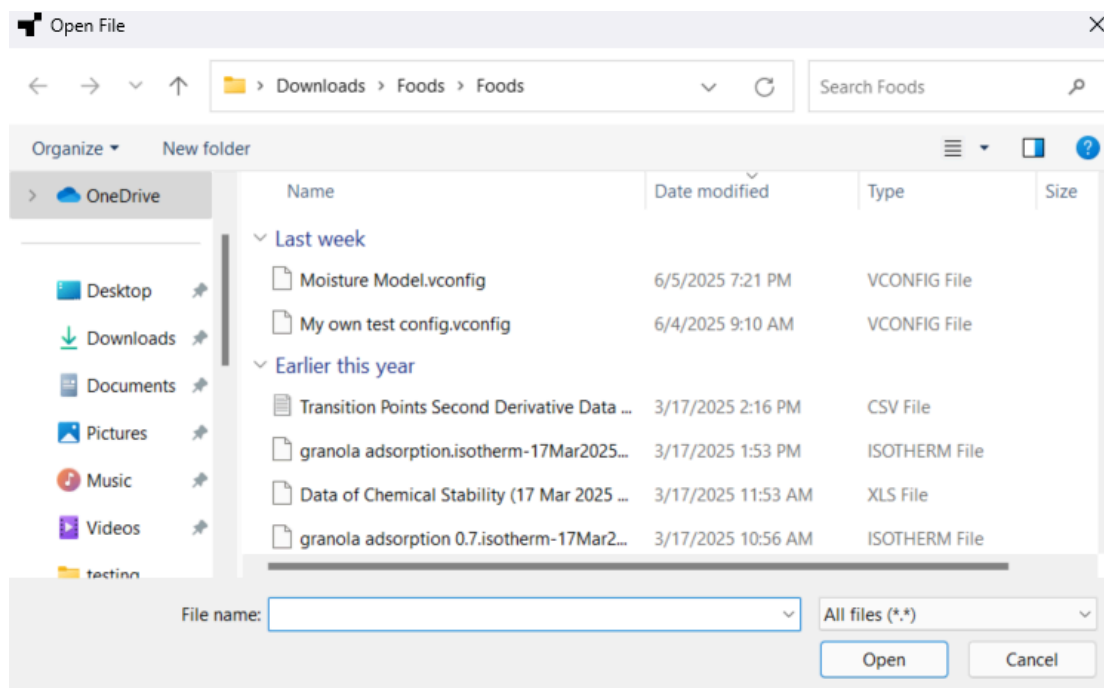 Open File
Downloads > Foods > Foods
Search Foods
Organize
New folder
OneDrive
Desktop
Downloads
Documents
Pictures
Music
Videos
testing
Name Date modified Type Size
Last week
Moisture Model.vconfig 6/5/2025 7:21 PM VCONFIG File
My own test config.vconfig 6/4/2025 9:10 AM VCONFIG File
Earlier this year
Transition Points Second Derivative Data ... 3/17/2025 2:16 PM CSV File
granola adsorption.isotherm-17Mar2025... 3/17/2025 1:53 PM ISOTHERM File
Data of Chemical Stability (17 Mar 2025 ... 3/17/2025 11:53 AM XLS File
granola adsorption 0.7.isotherm-17Mar2... 3/17/2025 10:56 AM ISOTHERM File
File name:
All files (*.*)
Open
Cancel